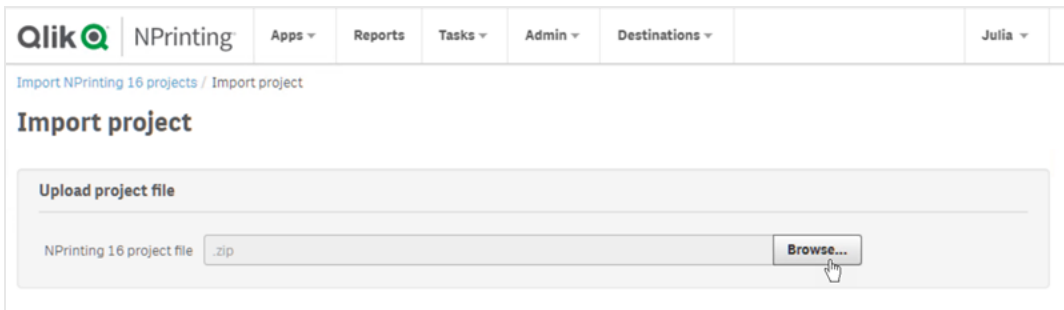 Qlik NPrinting Apps Reports Tasks Admin Destinations Julia
Import NPrinting 16 projects / Import project
Import project
Upload project file
NPrinting 16 project file .zip Browse...